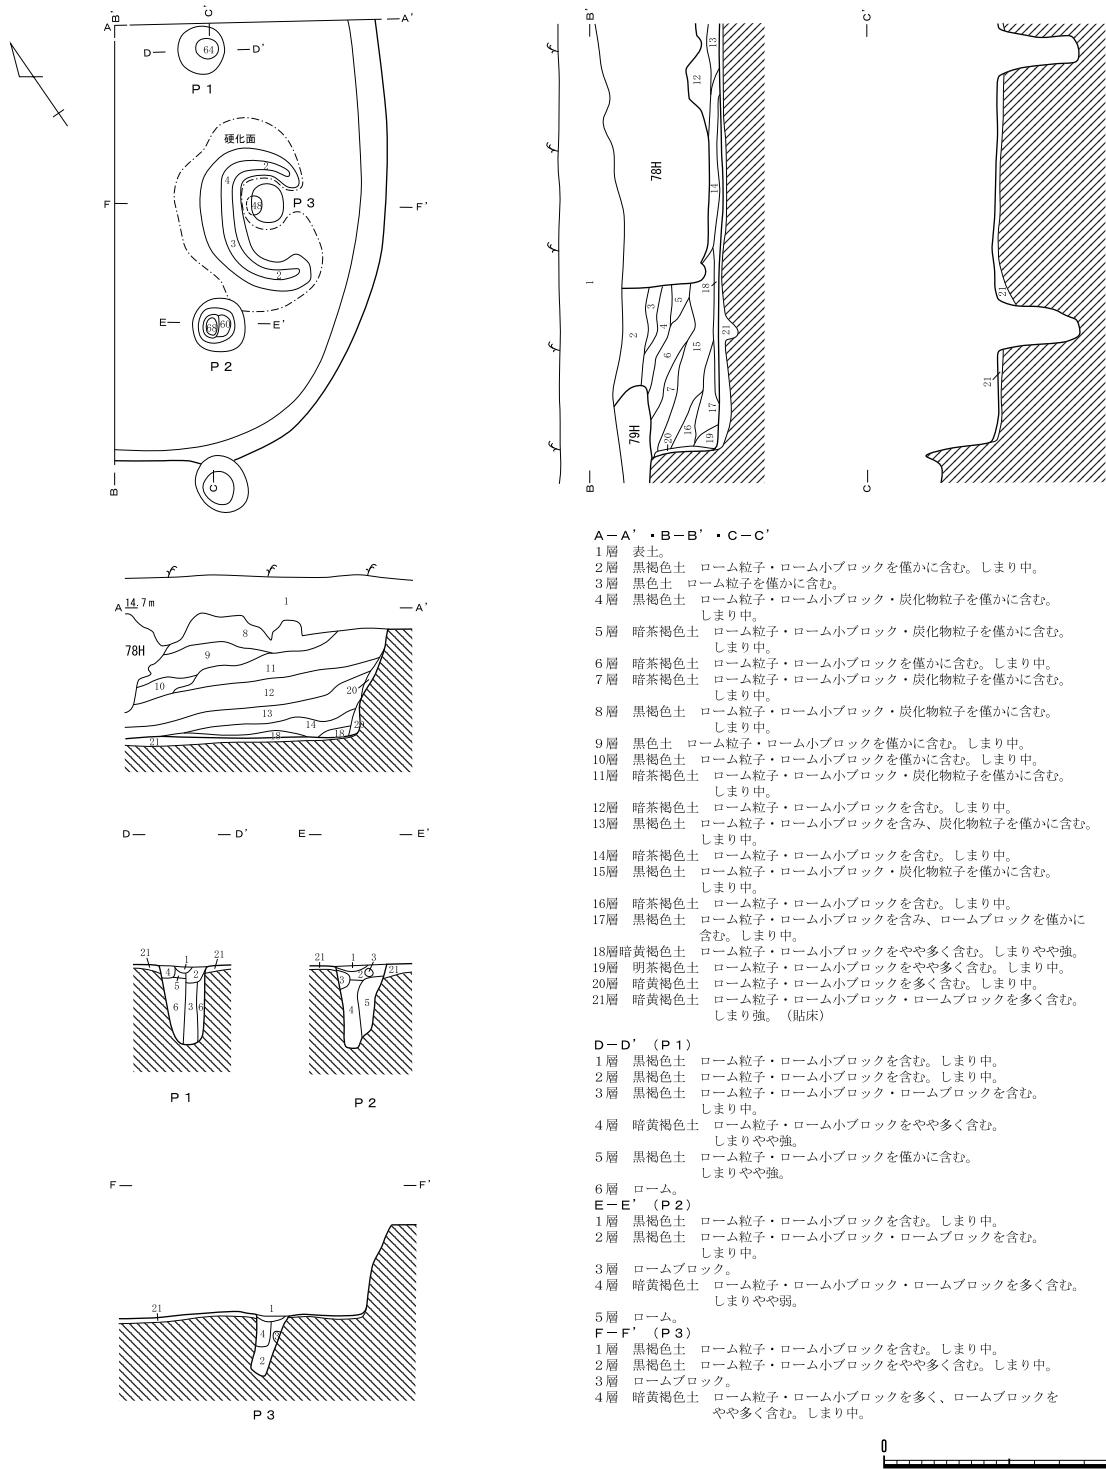 A
B'
C'
A'
D
64
D'
P1
硬化面
2
4
F
48
P3
F'
3
2
E
68
60
E'
P2
B
C
B'
13
12
78H
14
1
18
3
5
2
4
21
6
15
7
17
79H
20
16
19
B
C'
21
21
C
A 14.7m
1
A'
8
78H
9
11
10
12
20
13
14
20
18
18
21
D
D'
E
E'
21
1
21
4
2
5
6
3
6
P1
21
1
3
21
3
2
5
4
P2
F
F'
21
1
4
3
2
P3
A-A'・B-B'・C-C'
1層 表土。
2層 黒褐色土 ローム粒子・ローム小ブロックを僅かに含む。しまり中。
3層 黒色土 ローム粒子を僅かに含む。
4層 黒褐色土 ローム粒子・ローム小ブロック・炭化物粒子を僅かに含む。
しまり中。
5層 暗茶褐色土 ローム粒子・ローム小ブロック・炭化物粒子を僅かに含む。
しまり中。
6層 暗茶褐色土 ローム粒子・ローム小ブロックを僅かに含む。しまり中。
7層 暗茶褐色土 ローム粒子・ローム小ブロック・炭化物粒子を僅かに含む。
しまり中。
8層 黒褐色土 ローム粒子・ローム小ブロック・炭化物粒子を僅かに含む。
しまり中。
9層 黒色土 ローム粒子・ローム小ブロックを僅かに含む。しまり中。
10層 黒褐色土 ローム粒子・ローム小ブロックを僅かに含む。しまり中。
11層 暗茶褐色土 ローム粒子・ローム小ブロック・炭化物粒子を僅かに含む。
しまり中。
12層 暗茶褐色土 ローム粒子・ローム小ブロックを含む。しまり中。
13層 黒褐色土 ローム粒子・ローム小ブロックを含み、炭化物粒子を僅かに含む。
しまり中。
14層 暗茶褐色土 ローム粒子・ローム小ブロックを含む。しまり中。
15層 黒褐色土 ローム粒子・ローム小ブロック・炭化物粒子を僅かに含む。
しまり中。
16層 暗茶褐色土 ローム粒子・ローム小ブロックを含む。しまり中。
17層 黒褐色土 ローム粒子・ローム小ブロックを含み、ロームブロックを僅かに
含む。しまり中。
18層暗黄褐色土 ローム粒子・ローム小ブロックをやや多く含む。しまりやや強。
19層 明茶褐色土 ローム粒子・ローム小ブロックをやや多く含む。しまり中。
20層 暗黄褐色土 ローム粒子・ローム小ブロックを多く含む。しまり中。
21層 暗黄褐色土 ローム粒子・ローム小ブロック・ロームブロックを多く含む。
しまり強。（貼床）
D-D'（P1）
1層 黒褐色土 ローム粒子・ローム小ブロックを含む。しまり中。
2層 黒褐色土 ローム粒子・ローム小ブロックを含む。しまり中。
3層 黒褐色土 ローム粒子・ローム小ブロック・ロームブロックを含む。
しまり中。
4層 暗黄褐色土 ローム粒子・ローム小ブロックをやや多く含む。
しまりやや強。
5層 黒褐色土 ローム粒子・ローム小ブロックを僅かに含む。
しまりやや強。
6層 ローム。
E-E'（P2）
1層 黒褐色土 ローム粒子・ローム小ブロックを含む。しまり中。
2層 黒褐色土 ローム粒子・ローム小ブロック・ロームブロックを含む。
しまり中。
3層 ロームブロック。
4層 暗黄褐色土 ローム粒子・ローム小ブロック・ロームブロックを多く含む。
しまりやや弱。
5層 ローム。
F-F'（P3）
1層 黒褐色土 ローム粒子・ローム小ブロックを含む。しまり中。
2層 黒褐色土 ローム粒子・ローム小ブロックをやや多く含む。しまり中。
3層 ロームブロック。
4層 暗黄褐色土 ローム粒子・ローム小ブロックを多く、ロームブロックを
やや多く含む。しまり中。
0